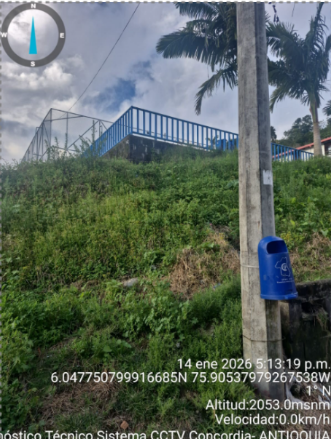 N
W
E
S
14 ene 2026 5:13:19 p.m.
6.047750799916685N 75.90537979267538W
1° N
Altitud:2053.0msnm
Velocidad:0.0km/h
nóstico Técnico Sistema CCTV Concordia- ANTIOQUIA